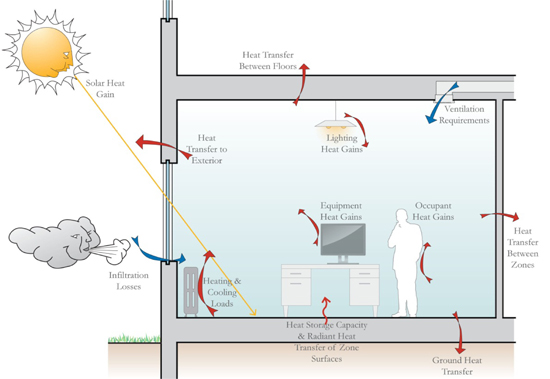 Heat Transfer
Between Floors
Solar Heat
Gain
Ventilation
Requirements
Heat
Transfer to
Exterior
Lighting
Heat Gains
Equipment
Heat Gains
Occupant
Heat Gains
Heat
Transfer
Between
Zones
Infiltration
Losses
Heating &
Cooling
Loads
Heat Storage Capacity
& Radiant Heat
Transfer of Zone
Surfaces
Ground Heat
Transfer